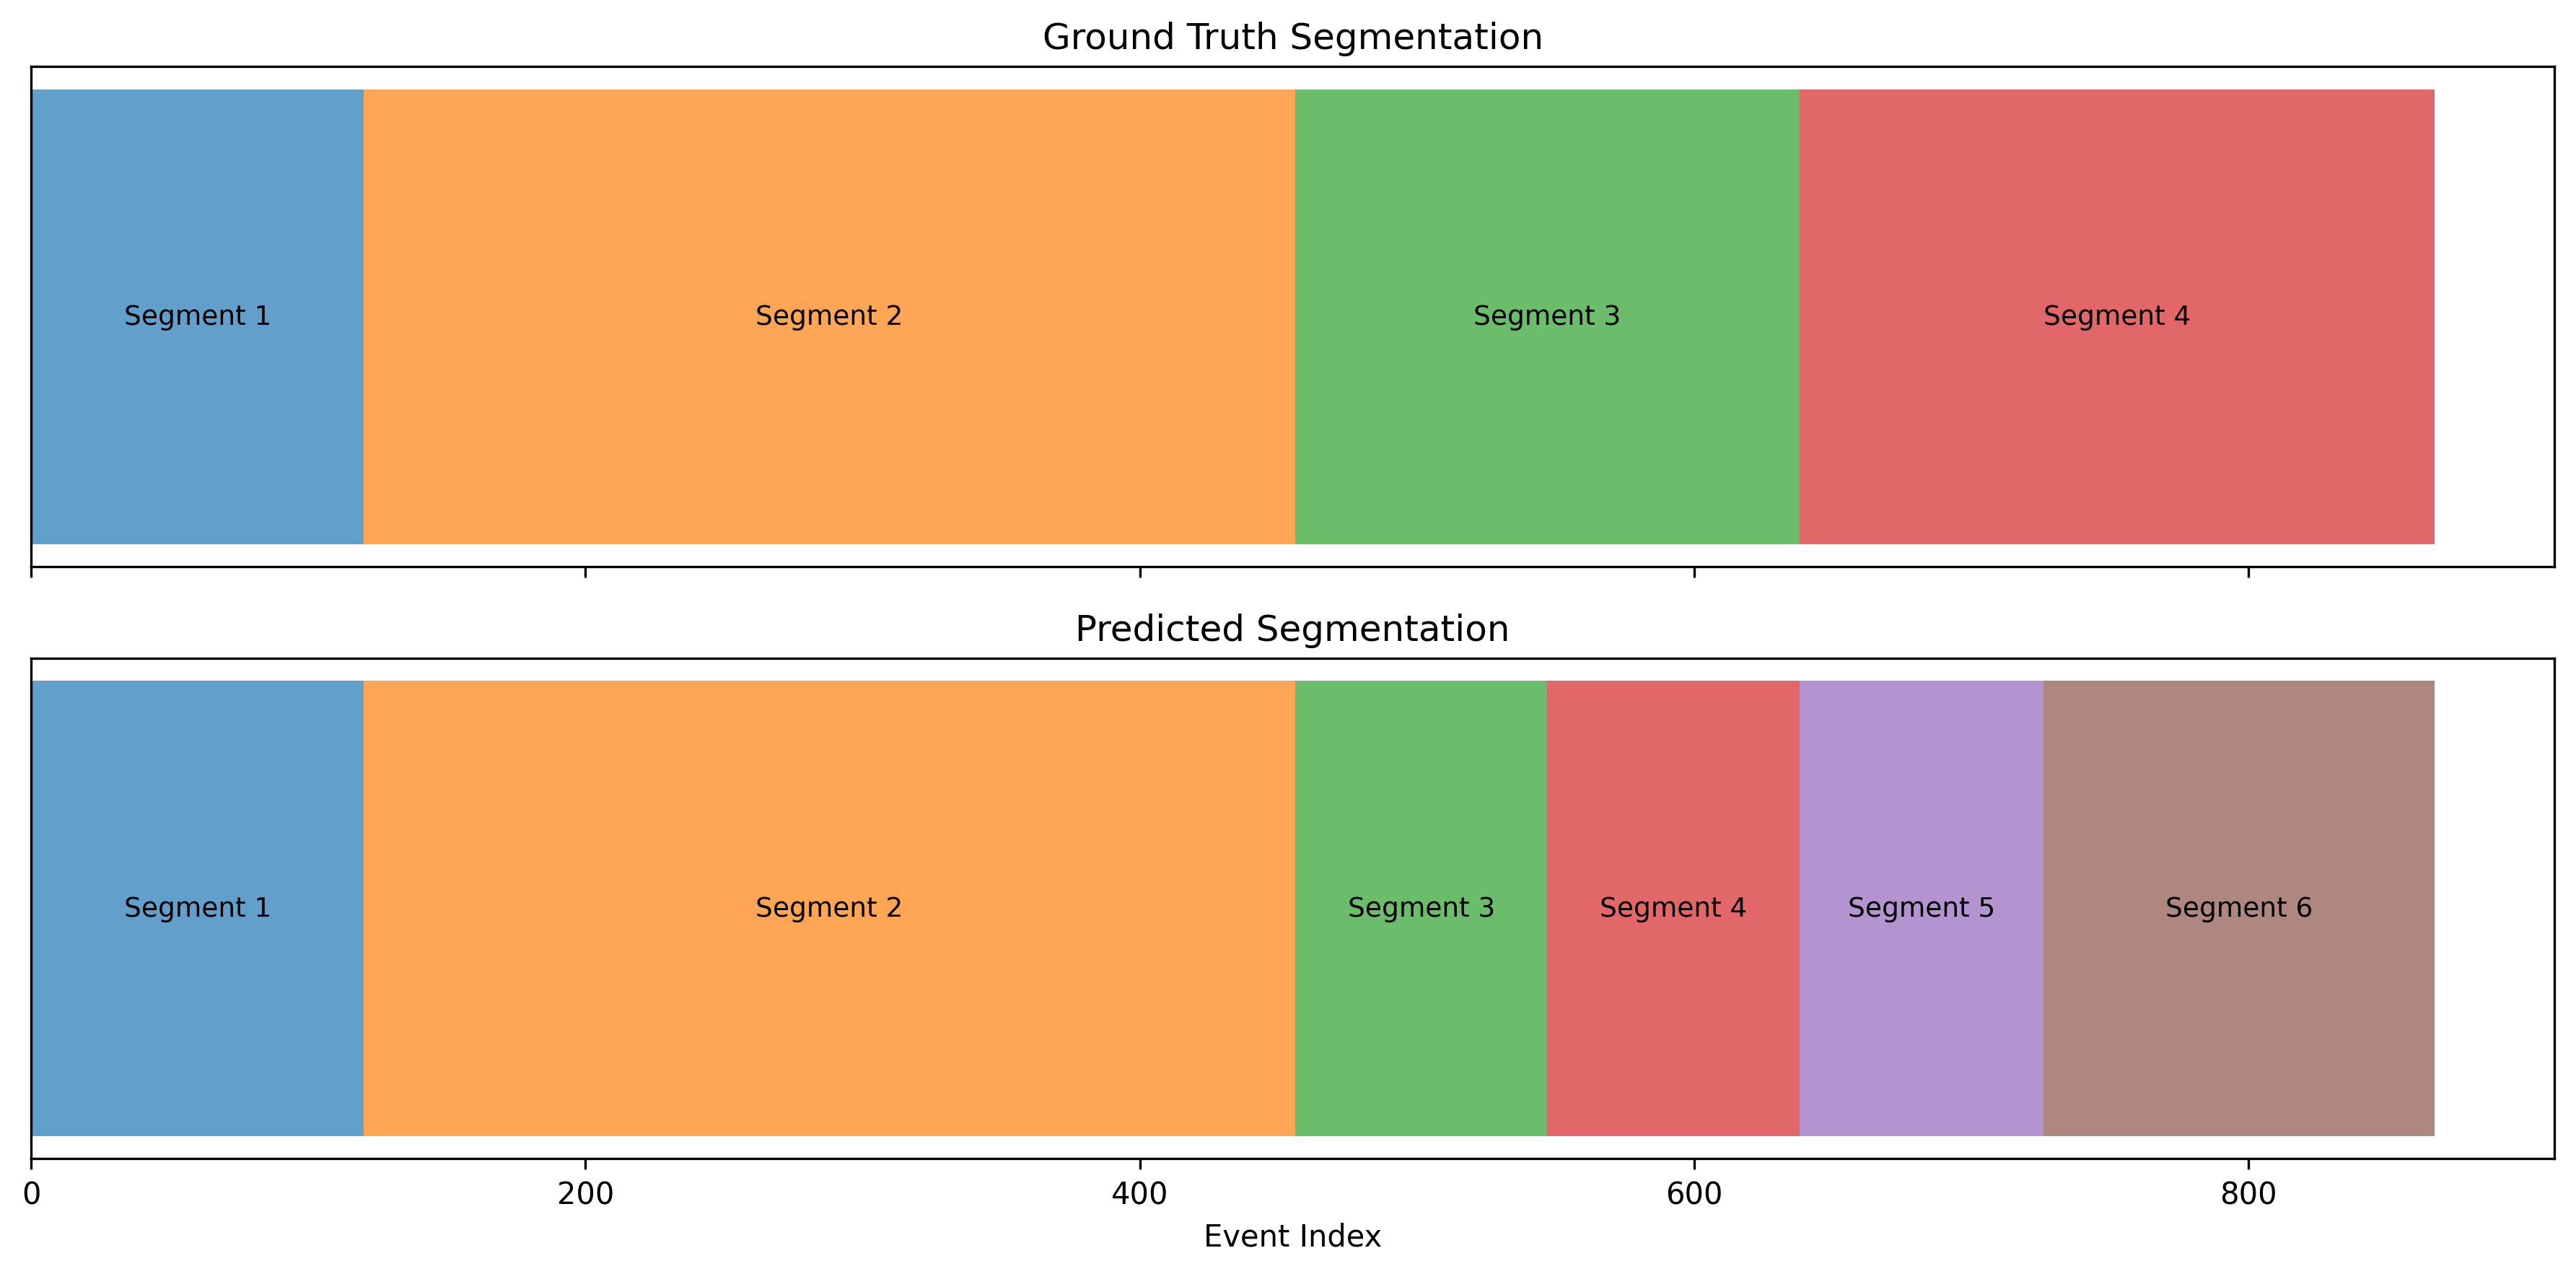 Ground Truth Segmentation
Segment 1 Segment 2 Segment 3 Segment 4
Predicted Segmentation
Segment 1 Segment 2 Segment 3 Segment 4 Segment 5 Segment 6
0 200 400 600 800
Event Index